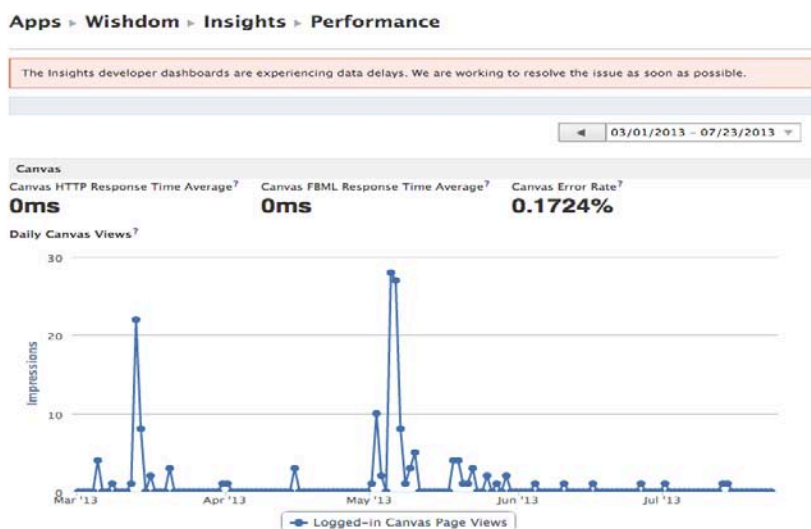 Apps ▸ Wishdom ▸ Insights ▸ Performance
The Insights developer dashboards are experiencing data delays. We are working to resolve the issue as soon as possible.
◀ 03/01/2013 - 07/23/2013 ▼
Canvas
Canvas HTTP Response Time Average? Canvas FBML Response Time Average? Canvas Error Rate?
0ms 0ms 0.1724%
Daily Canvas Views?
30
20
10
0
Impressions
Mar '13 Apr '13 May '13 Jun '13 Jul '13
Logged-in Canvas Page Views